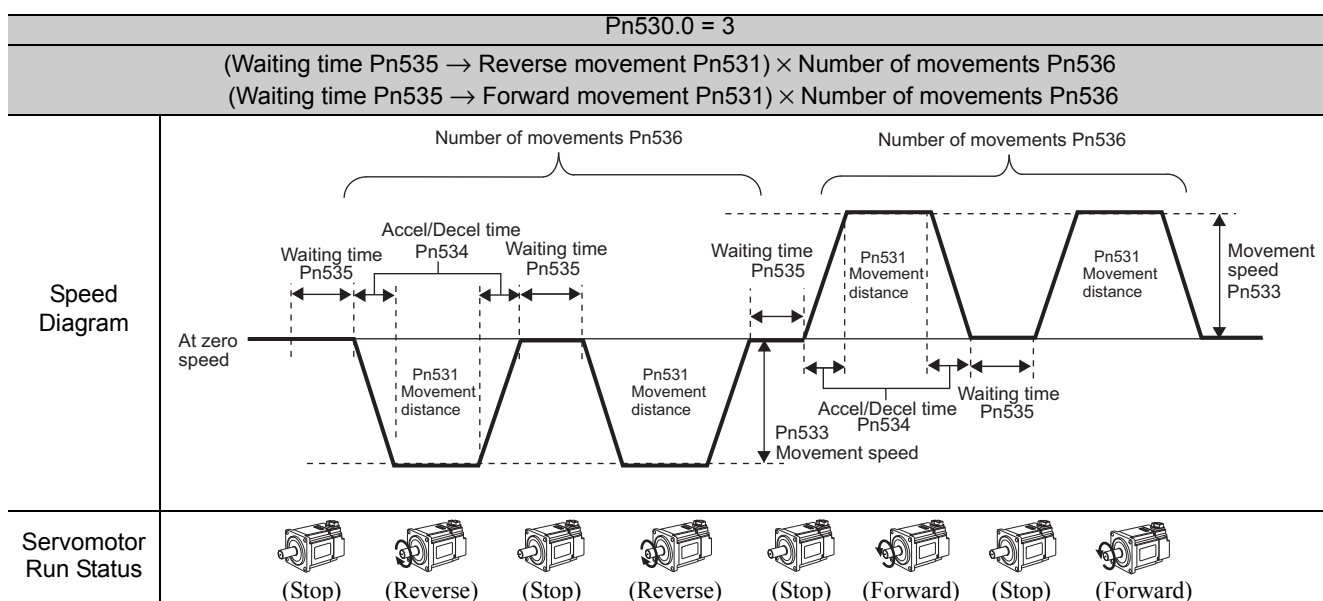 Pn530.0 = 3
(Waiting time Pn535 → Reverse movement Pn531) × Number of movements Pn536
(Waiting time Pn535 → Forward movement Pn531) × Number of movements Pn536
Speed
Diagram
Number of movements Pn536
Number of movements Pn536
Waiting time
Pn535
Accel/Decel time
Pn534
Waiting time
Pn535
Waiting time
Pn535
Pn531
Movement
distance
Pn531
Movement
distance
Movement
speed
Pn533
At zero
speed
Pn531
Movement
distance
Pn531
Movement
distance
Pn533
Movement speed
Accel/Decel time
Pn534
Waiting time
Pn535
Servomotor
Run Status
(Stop) (Reverse) (Stop) (Reverse) (Stop) (Forward) (Stop) (Forward)